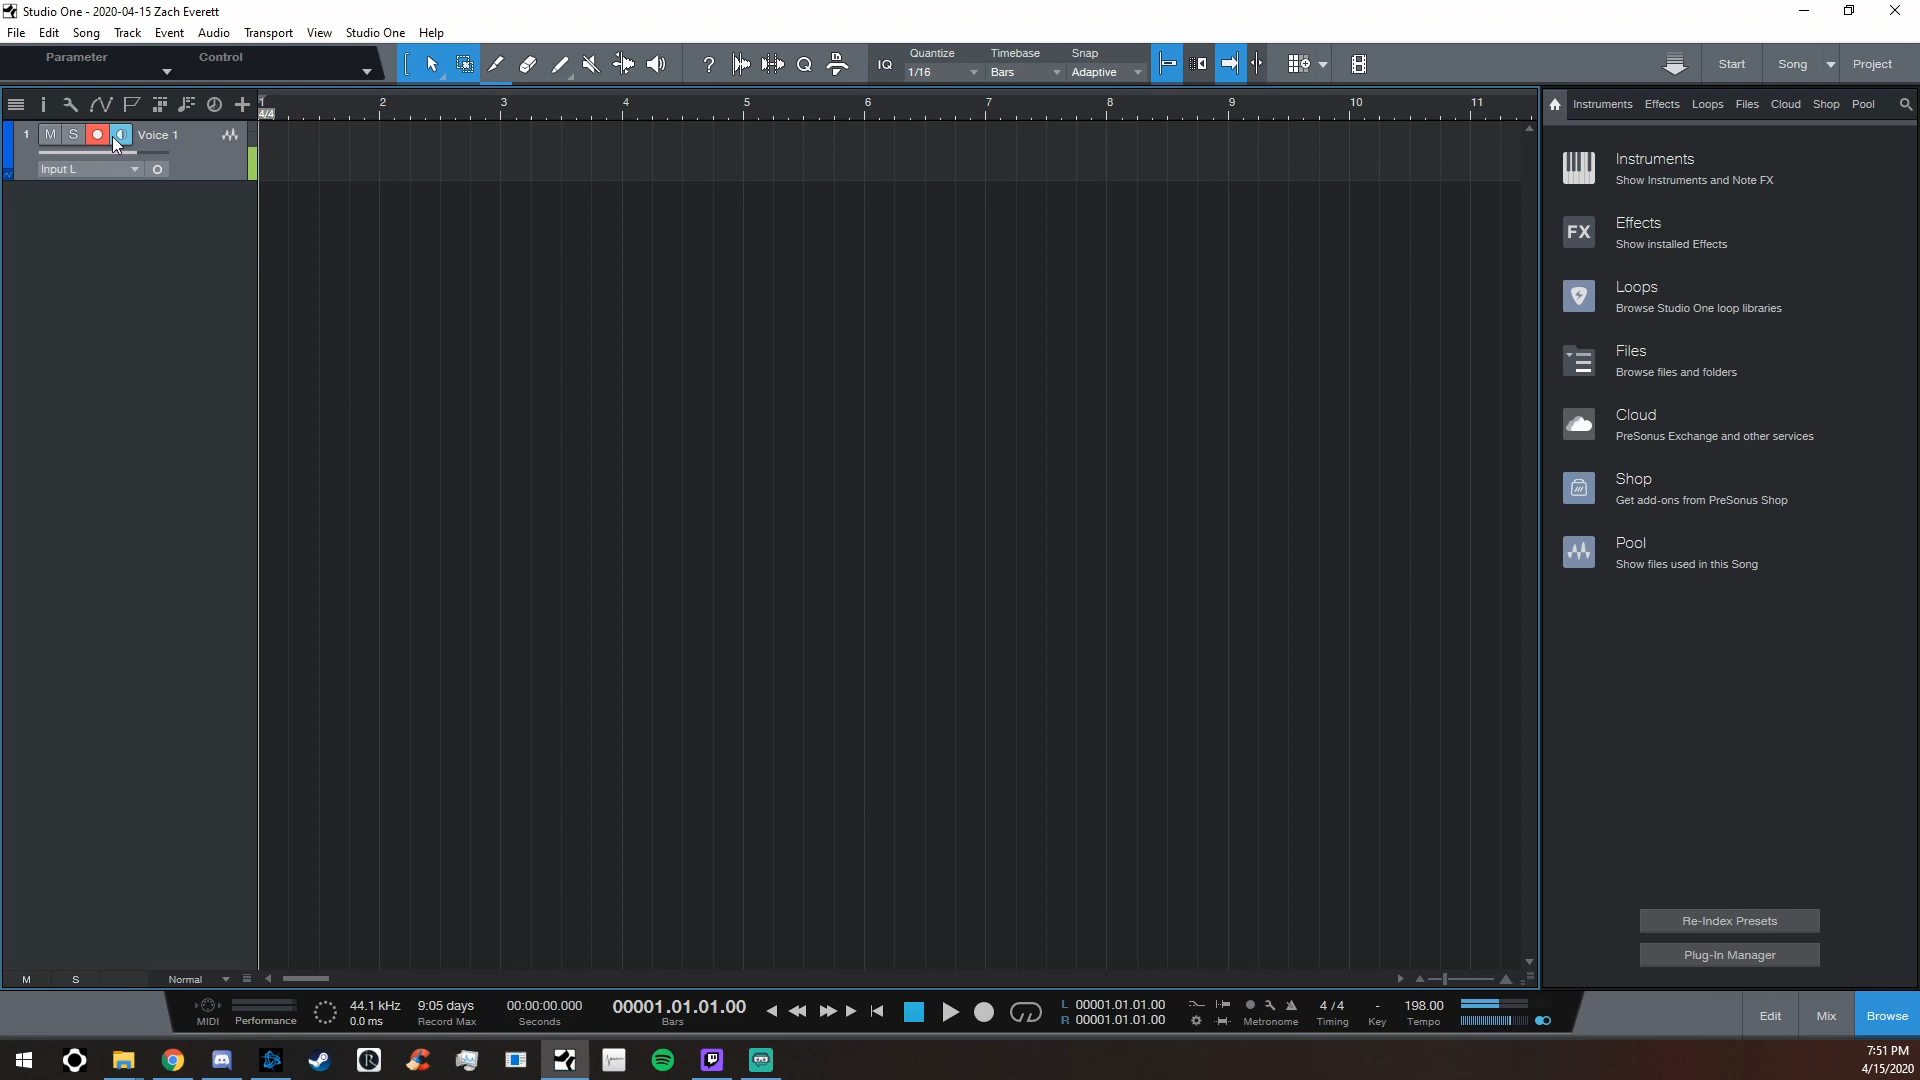 Studio One - 2020-04-15 Zach Everett
File Edit Song Track Event Audio Transport View Studio One Help
Parameter Control
? IQ Quantize 1/16 Timebase Bars Snap Adaptive
Start Song Project
1 2 3 4 5 6 7 8 9 10 11
4/4
Instruments Effects Loops Files Cloud Shop Pool
1 M S Voice 1
Input L
Instruments
Show Instruments and Note FX
FX Effects
Show installed Effects
Loops
Browse Studio One loop libraries
Files
Browse files and folders
Cloud
PreSonus Exchange and other services
Shop
Get add-ons from PreSonus Shop
Pool
Show files used in this Song
Re-Index Presets
Plug-In Manager
M S Normal
44.1 kHz 9:05 days 00:00:00.000 00001.01.01.00 L 00001.01.01.00 4 / 4 - 198.00
MIDI Performance 0.0 ms Record Max Seconds Bars R 00001.01.01.00 Metronome Timing Key Tempo
Edit Mix Browse
7:51 PM
4/15/2020